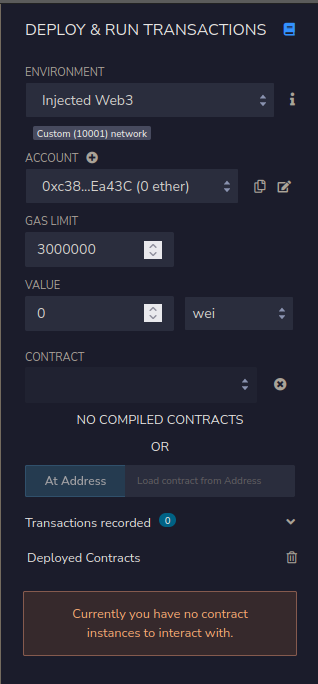 DEPLOY & RUN TRANSACTIONS
ENVIRONMENT
Injected Web3
Custom (10001) network
ACCOUNT
0xc38...Ea43C (0 ether)
GAS LIMIT
3000000
VALUE
0 wei
CONTRACT
NO COMPILED CONTRACTS
OR
At Address Load contract from Address
Transactions recorded 0
Deployed Contracts
Currently you have no contract
instances to interact with.